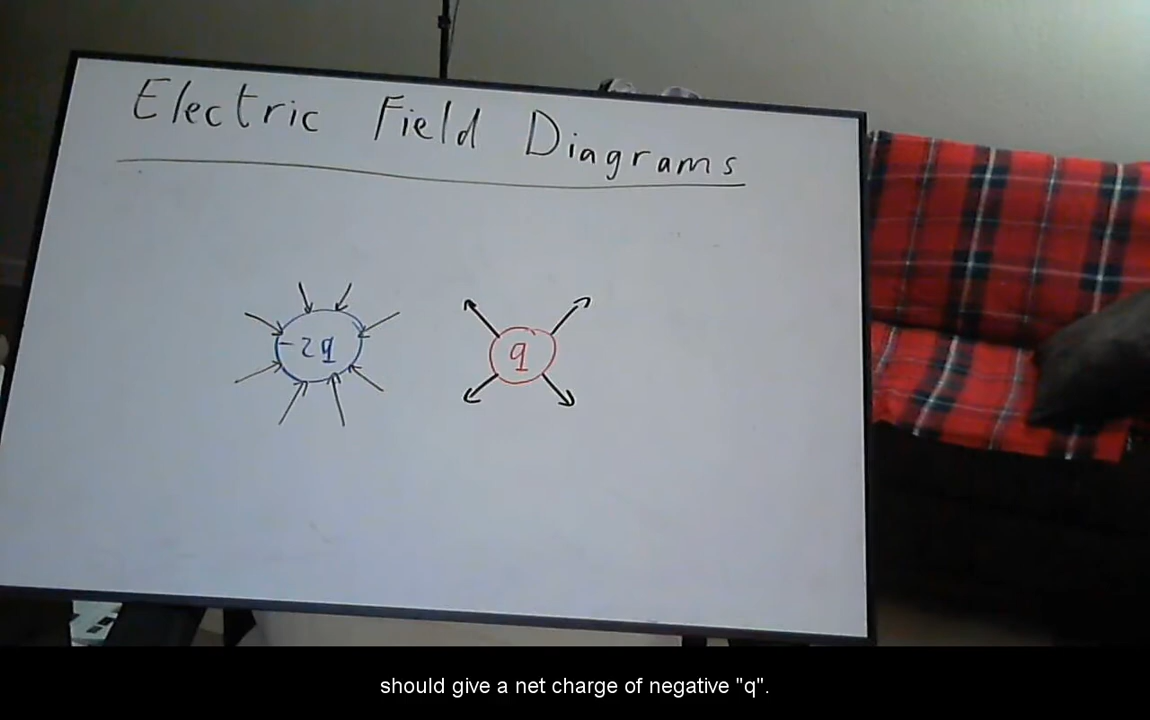 Electric Field Diagrams
-2q
q
should give a net charge of negative "q".